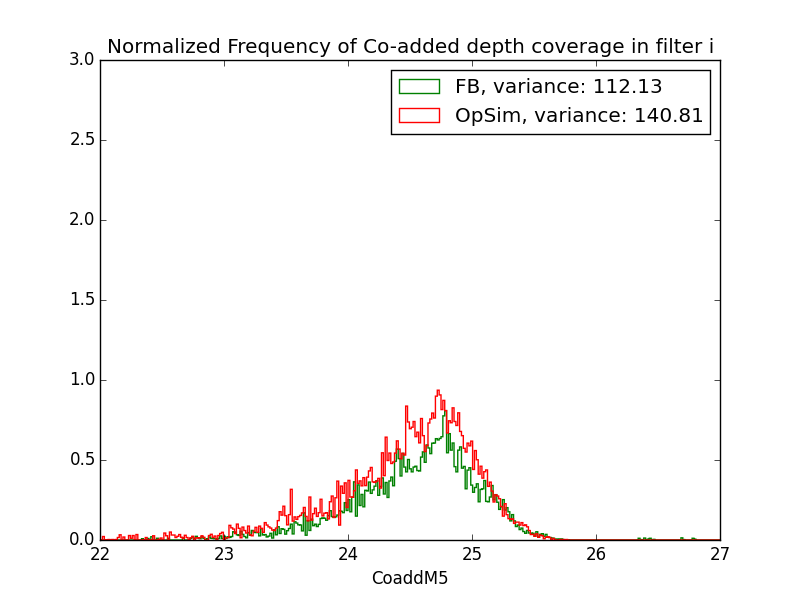 Normalized Frequency of Co-added depth coverage in filter i
3.0
FB, variance: 112.13
OpSim, variance: 140.81
2.5
2.0
1.5
1.0
0.5
0.0
22 23 24 25 26 27
CoaddM5